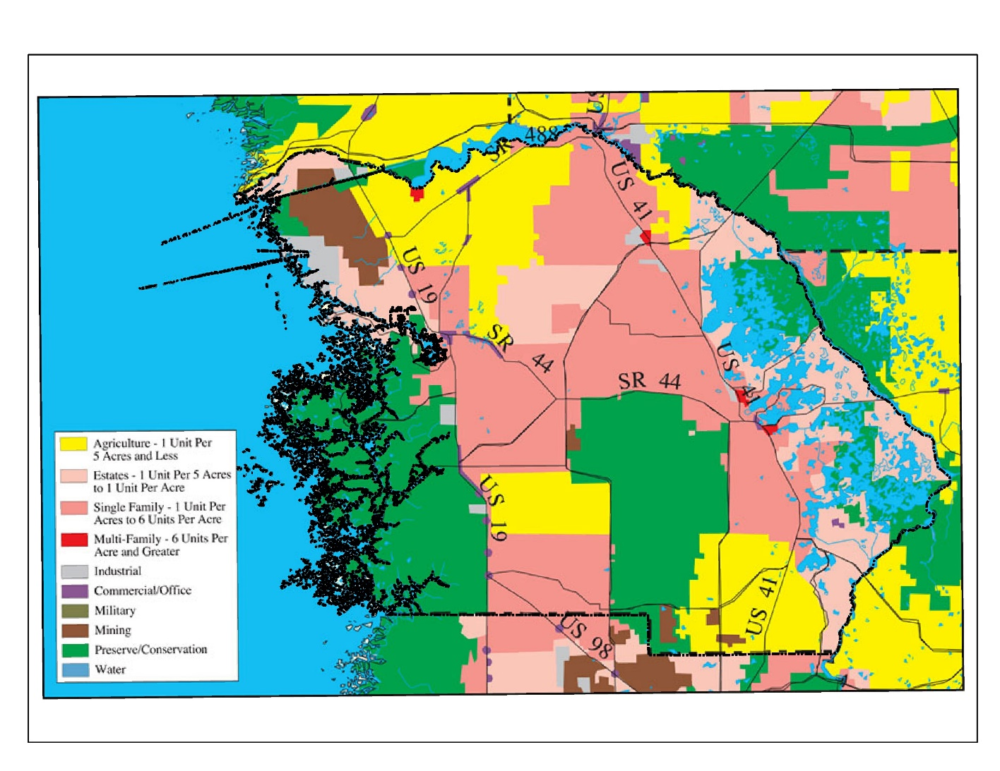 US
SR 488
US 41
US 19
SR 44
US 41
SR 44
US 19
US 41
US 98
Agriculture - 1 Unit Per
5 Acres and Less
Estates - 1 Unit Per 5 Acres
to 1 Unit Per Acre
Single Family - 1 Unit Per
Acres to 6 Units Per Acre
Multi-Family - 6 Units Per
Acre and Greater
Industrial
Commercial/Office
Military
Mining
Preserve/Conservation
Water